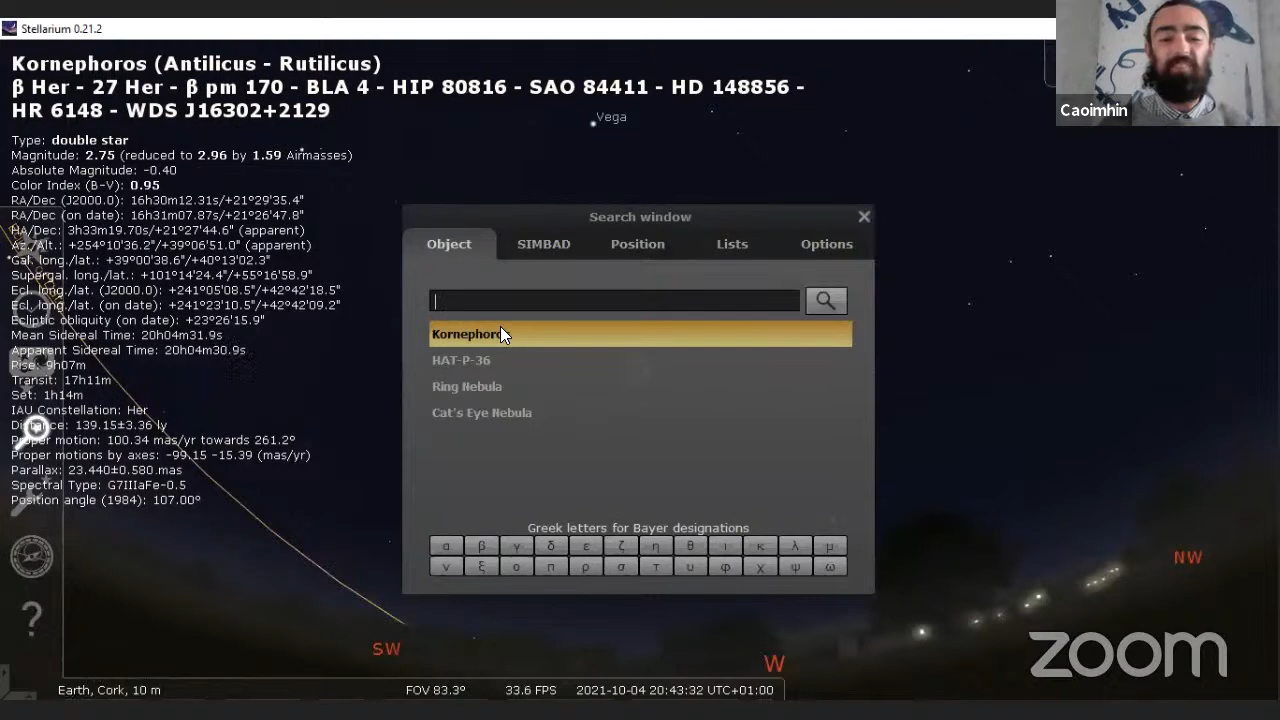 Stellarium 0.21.2
Kornephoros (Antilicus - Rutilicus)
β Her - 27 Her - β pm 170 - BLA 4 - HIP 80816 - SAO 84411 - HD 148856 -
HR 6148 - WDS J16302+2129
Caoimhin
Vega
Type: double star
Magnitude: 2.75 (reduced to 2.96 by 1.59 Airmasses)
Absolute Magnitude: -0.40
Color Index (B-V): 0.95
RA/Dec (J2000.0): 16h30m12.31s/+21°29'35.4"
RA/Dec (on date): 16h31m07.87s/+21°26'47.8"
HA/Dec: 3h33m19.70s/+21°27'44.6" (apparent)
Az./Alt.: +254°10'36.2"/+39°06'51.0" (apparent)
Gal. long./lat.: +39°00'38.6"/+40°13'02.3"
Supergal. long./lat.: +101°14'24.4"/+55°16'58.9"
Ecl. long./lat. (J2000.0): +241°05'08.5"/+42°42'18.5"
Ecl. long./lat. (on date): +241°23'10.5"/+42°42'09.2"
Ecliptic obliquity (on date): +23°26'15.9"
Mean Sidereal Time: 20h04m31.9s
Apparent Sidereal Time: 20h04m30.9s
Rise: 9h07m
Transit: 17h11m
Set: 1h14m
IAU Constellation: Her
Distance: 139.15±3.36 ly
Proper motion: 100.34 mas/yr towards 261.2°
Proper motions by axes: -99.15 -15.39 (mas/yr)
Parallax: 23.440±0.580 mas
Spectral Type: G7IIIaFe-0.5
Position angle (1984): 107.00°
Search window
Object SIMBAD Position Lists Options
Kornephoros
HAT-P-36
Ring Nebula
Cat's Eye Nebula
Greek letters for Bayer designations
α β γ δ ε ζ η θ ι κ λ μ
ν ξ ο π ρ σ τ υ φ χ ψ ω
NW
SW
W
zoom
Earth, Cork, 10 m
FOV 83.3°
33.6 FPS
2021-10-04 20:43:32 UTC+01:00